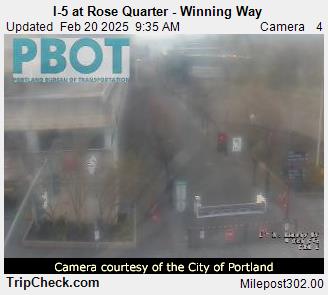 I-5 at Rose Quarter - Winning Way
Updated Feb 20 2025 9:35 AM Camera 4
PBOT
PORTLAND BUREAU OF TRANSPORTATION
Camera courtesy of the City of Portland
TripCheck.com Milepost302.00